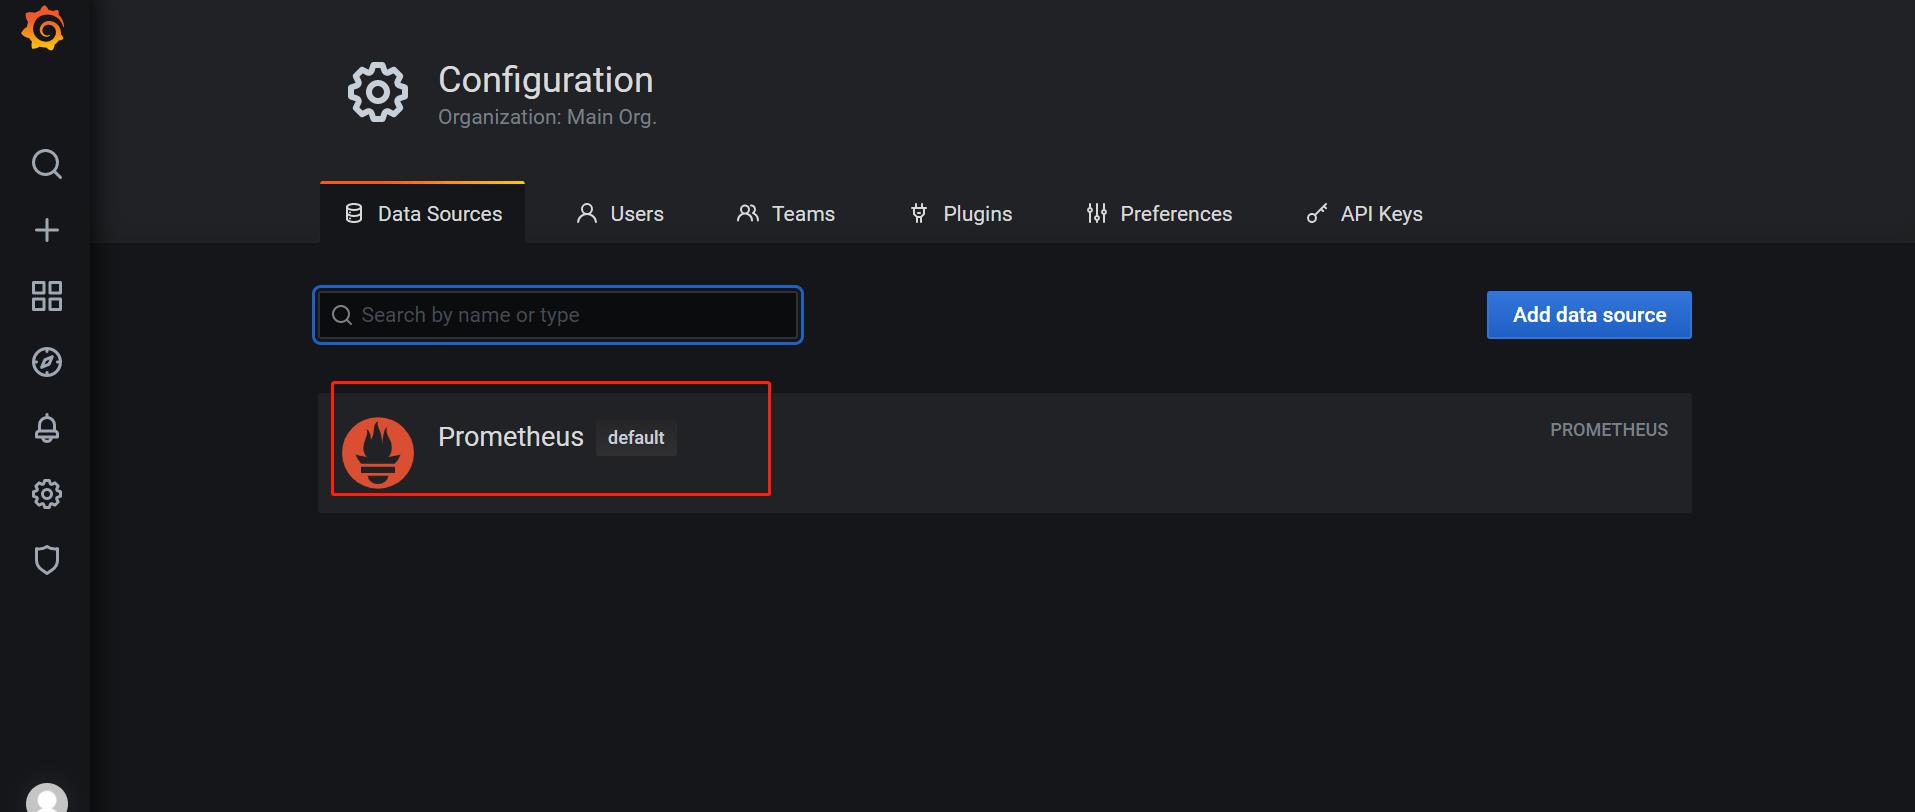 Configuration
Organization: Main Org.
Data Sources
Users
Teams
Plugins
Preferences
API Keys
Search by name or type
Add data source
Prometheus default
PROMETHEUS